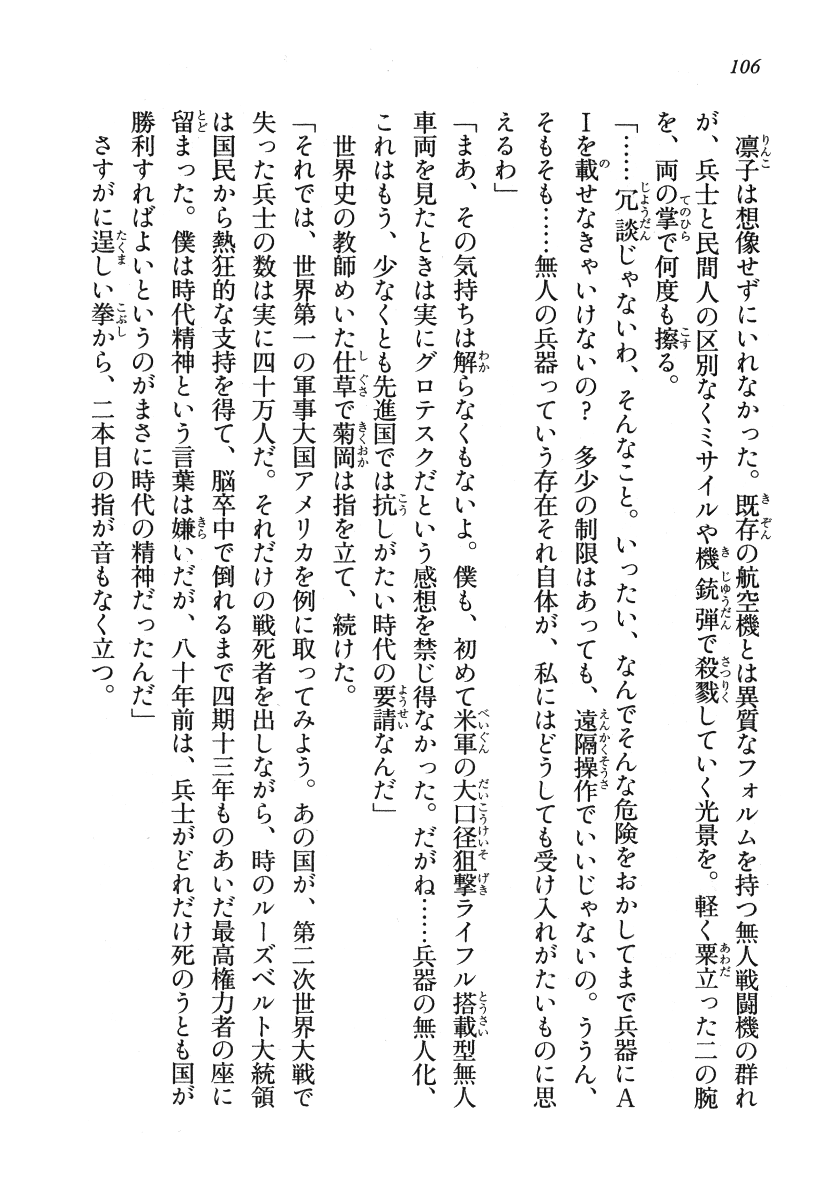 106
凛子は想像せずにいれなかった。既存の航空機とは異質なフォルムを持つ無人戦闘機の群れ
が、兵士と民間人の区別なくミサイルや機銃弾で殺戮していく光景を。軽く粟立った二の腕
を、両の掌で何度も擦る。
「……冗談じゃないわ、そんなこと。いったい、なんでそんな危険をおかしてまで兵器にA
Iを載せなきゃいけないの？　多少の制限はあっても、遠隔操作でいいじゃないの。ううん、
そもそも……無人の兵器っていう存在それ自体が、私にはどうしても受け入れがたいものに思
えるわ」
「まあ、その気持ちは解らなくもないよ。僕も、初めて米軍の大口径狙撃ライフル搭載型無人
車両を見たときは実にグロテスクだという感想を禁じ得なかった。だがね……兵器の無人化、
これはもう、少なくとも先進国では抗しがたい時代の要請なんだ」
世界史の教師めいた仕草で菊岡は指を立て、続けた。
「それでは、世界第一の軍事大国アメリカを例に取ってみよう。あの国が、第二次世界大戦で
失った兵士の数は実に四十万人だ。それだけの戦死者を出しながら、時のルーズベルト大統領
は国民から熱狂的な支持を得て、脳卒中で倒れるまで四期十三年ものあいだ最高権力者の座に
留まった。僕は時代精神という言葉は嫌いだが、八十年前は、兵士がどれだけ死のうとも国が
勝利すればよいというのがまさに時代の精神だったんだ」
さすがに逞しい拳から、二本目の指が音もなく立つ。